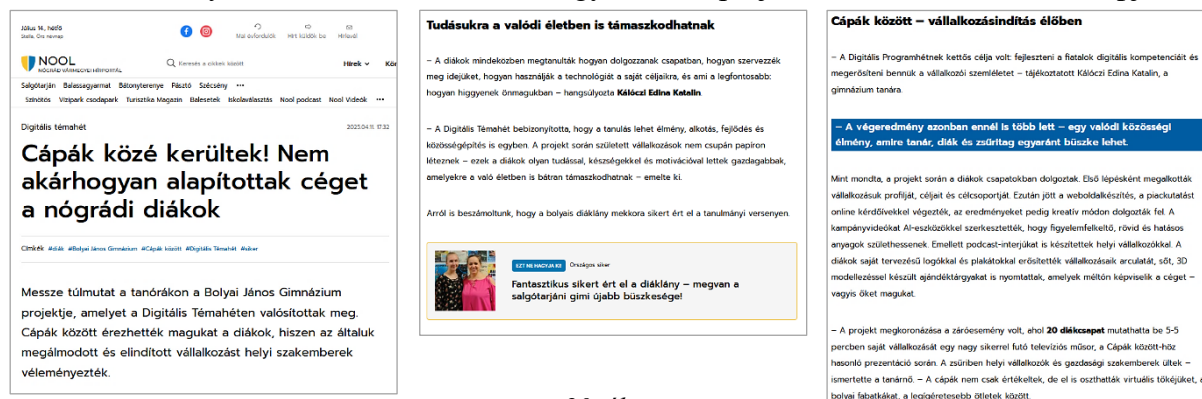 Július 14., hétfő
Stella, Örs névnap
Mai évfordulók
Hírt küldök be
Hírlevél
NOOL
NÓGRÁD VÁRMEGYEI HÍRPORTÁL
Keresés a cikkek között
Hírek
Salgótarján Balassagyarmat Bátonyterenye Pásztó Szécsény •••
Színötös Vízipark csodapark Turisztika Magazin Balesetek Iskolaválasztás Nool podcast Nool Videók •••
Digitális témahét
2025.04.11. 17:32
Cápák közé kerültek! Nem
akárhogyan alapítottak céget
a nógrádi diákok
Címkék #diák #Bolyai János Gimnázium #Cápák között #Digitális Témahét #siker
Messze túlmutat a tanórákon a Bolyai János Gimnázium
projektje, amelyet a Digitális Témahéten valósítottak meg.
Cápák között érezhették magukat a diákok, hiszen az általuk
megálmodott és elindított vállalkozást helyi szakemberek
véleményezték.
Tudásukra a valódi életben is támaszkodhatnak
– A diákok mindeközben megtanulták hogyan dolgozzanak csapatban, hogyan szervezzék
meg idejüket, hogyan használják a technológiát a saját céljaikra, és ami a legfontosabb:
hogyan higgyenek önmagukban – hangsúlyozta Kálóczi Edina Katalin.
– A Digitális Témahét bebizonyította, hogy a tanulás lehet élmény, alkotás, fejlődés és
közösségépítés is egyben. A projekt során született vállalkozások nem csupán papíron
léteznek – ezek a diákok olyan tudással, készségekkel és motivációval lettek gazdagabbak,
amelyekre a való életben is bátran támaszkodhatnak – emelte ki.
Arról is beszámoltunk, hogy a bolyais diáklány mekkora sikert ért el a tanulmányi versenyen.
EZT NE HAGYJA KI! Országos siker
Fantasztikus sikert ért el a diáklány – megvan a
salgótarjáni gimi újabb büszkesége!
Cápák között – vállalkozásindítás élőben
– A Digitális Programhétnek kettős célja volt: fejleszteni a fiatalok digitális kompetenciáit és
megerősíteni bennük a vállalkozói szemléletet – tájékoztatott Kálóczi Edina Katalin, a
gimnázium tanára.
– A végeredmény azonban ennél is több lett – egy valódi közösségi
élmény, amire tanár, diák és zsűritag egyaránt büszke lehet.
Mint mondta, a projekt során a diákok csapatokban dolgoztak. Első lépésként megalkották
vállalkozásuk profilját, céljait és célcsoportját. Ezután jött a weboldalkészítés, a piackutatást
online kérdőívekkel végezték, az eredményeket pedig kreatív módon dolgozták fel. A
kampányvideókat AI-eszközökkel szerkesztették, hogy figyelemfelkeltő, rövid és hatásos
anyagok születhessenek. Emellett podcast-interjúkat is készítettek helyi vállalkozókkal. A
diákok saját tervezésű logókkal és plakátokkal erősítették vállalkozásaik arculatát, sőt, 3D
modellezéssel készült ajándéktárgyakat is nyomtattak, amelyek méltón képviselik a céget –
vagyis őket magukat.
– A projekt megkoronázása a záróesemény volt, ahol 20 diákcsapat mutathatta be 5-5
percben saját vállalkozását egy nagy sikerrel futó televíziós műsor, a Cápák között-höz
hasonló prezentáció során. A zsűriben helyi vállalkozók és gazdasági szakemberek ültek –
ismertette a tanárnő. – A cápák nem csak értékeltek, de el is oszthatták virtuális tőkéjüket, a
bolyai fabatkákat, a legígéretesebb ötletek között.